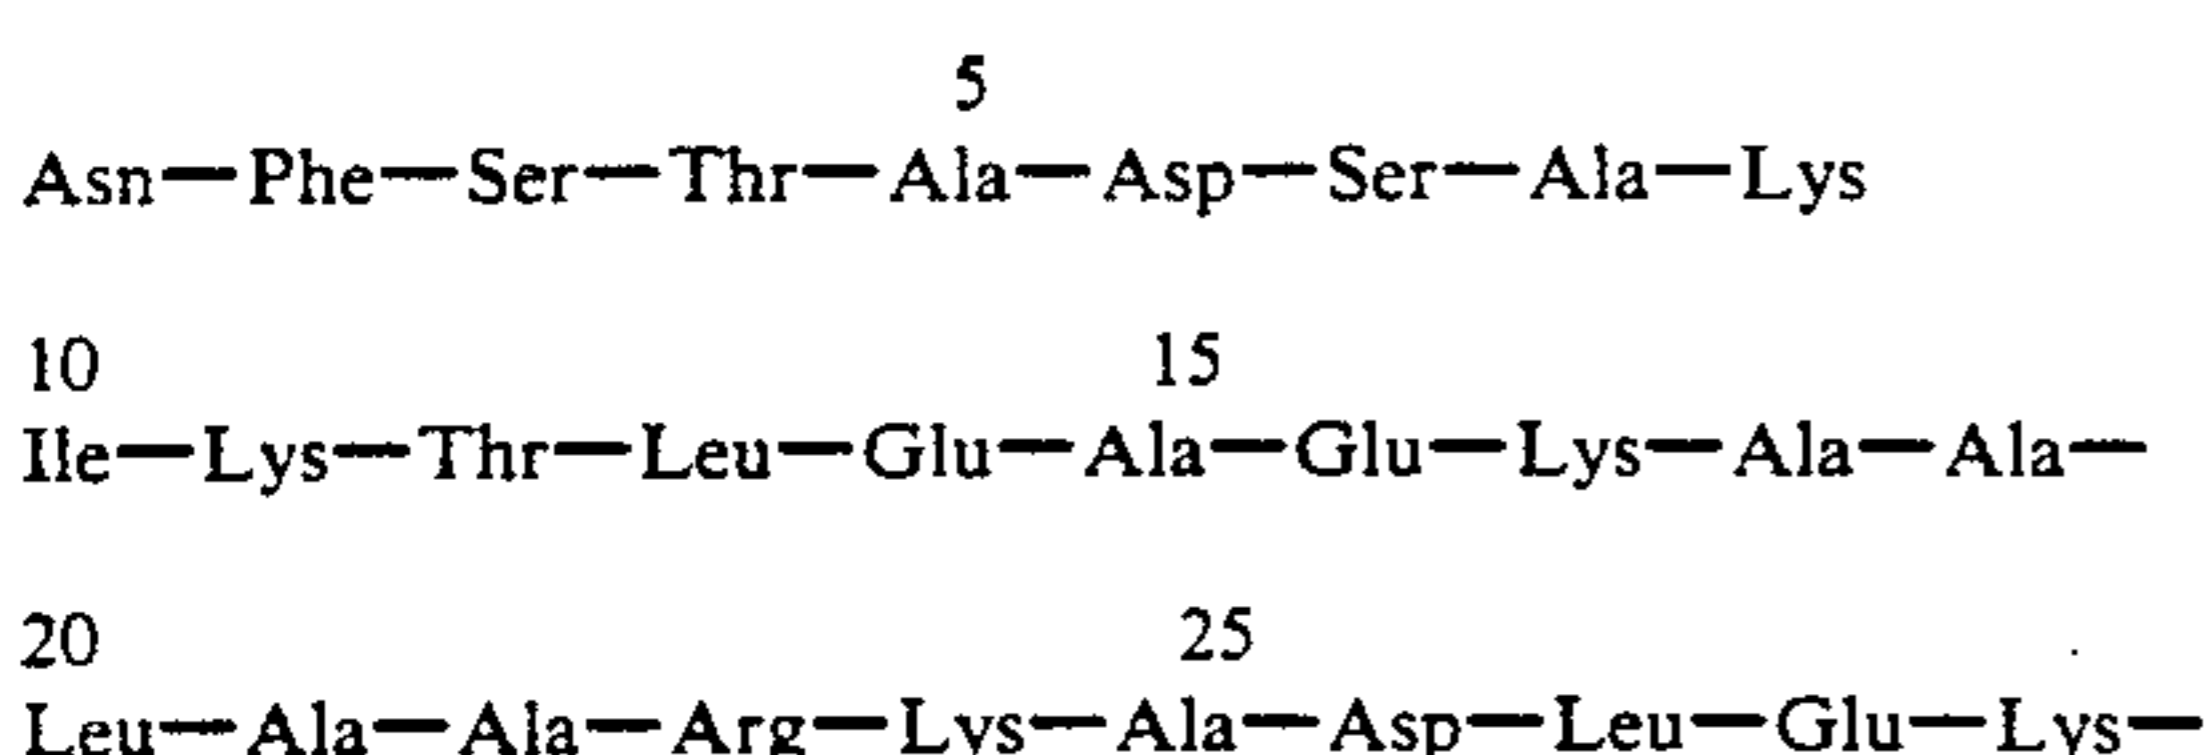 5
Asn—Phe—Ser—Thr—Ala—Asp—Ser—Ala—Lys
10 15
Ile—Lys—Thr—Leu—Glu—Ala—Glu—Lys—Ala—Ala—
20 25
Leu—Ala—Ala—Arg—Lys—Ala—Asp—Leu—Glu—Lys—